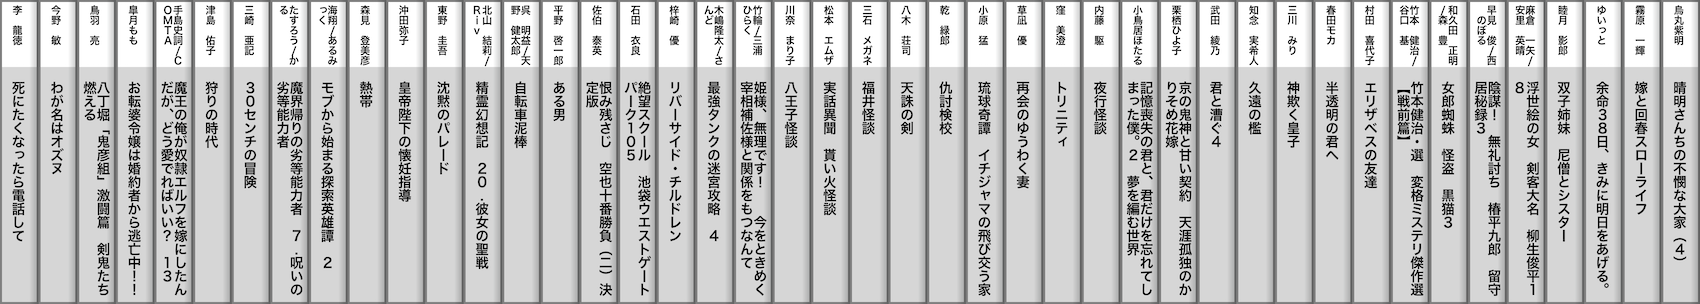 烏丸紫明
晴明さんちの不憫な大家（４）
霧原　一輝
嫁と回春スローライフ
ゆいっと
余命３８日、きみに明日をあげる。
睦月　影郎
双子姉妹　尼僧とシスター
麻倉　一矢/
安里　英晴
浮世絵の女　剣客大名　柳生俊平１
８
早見　俊/西
のぼる
陰謀！　無礼討ち　椿平九郎　留守
居秘録３
和久田　正明
/森　豊
女郎蜘蛛　怪盗　黒猫３
竹本　健治/
谷口　基
竹本健治・選　変格ミステリ傑作選
【戦前篇】
村田　喜代子
エリザベスの友達
春田モカ
半透明の君へ
三川　みり
神欺く皇子
知念　実希人
久遠の檻
武田　綾乃
君と漕ぐ４
栗栖ひよ子
京の鬼神と甘い契約　天涯孤独のか
りそめ花嫁
小鳥居ほたる
記憶喪失の君と、君だけを忘れてし
まった僕。２　夢を編む世界
内藤　駆
夜行怪談
窪　美澄
トリニティ
草凪　優
再会のゆうわく妻
小原　猛
琉球奇譚　イチジャマの飛び交う家
乾　緑郎
仇討検校
八木　荘司
天誅の剣
三石　メガネ
福井怪談
松本　エムザ
実話異聞　貰い火怪談
川奈　まり子
八王子怪談
竹輪/三浦
ひらく
姫様、無理です！　今をときめく
宰相補佐様と関係をもつなんて
木嶋隆太/さ
んど
最強タンクの迷宮攻略　４
梓崎　優
リバーサイド・チルドレン
石田　衣良
絶望スクール　池袋ウエストゲート
パーク１０５
佐伯　泰英
恨み残さじ　空也十番勝負（二）決
定版
平野　啓一郎
ある男
呉　明益/天
野　健太郎
自転車泥棒
北山　結莉/
Ｒｉｖ
精霊幻想記　２０.彼女の聖戦
東野　圭吾
沈黙のパレード
沖田弥子
皇帝陛下の懐妊指導
森見　登美彦
熱帯
海翔/あるみ
っく
モブから始まる探索英雄譚　２
たすろう/か
る
魔界帰りの劣等能力者　７.呪いの
劣等能力者
三崎　亜記
３０センチの冒険
津島　佑子
狩りの時代
手島史詞/Ｃ
ＯＭＴＡ
魔王の俺が奴隷エルフを嫁にしたん
だが、どう愛でればいい？　１３
皐月もも
お転婆令嬢は婚約者から逃亡中！！
鳥羽　亮
八丁堀「鬼彦組」激闘篇　剣鬼たち
燃える
今野　敏
わが名はオズヌ
李　龍徳
死にたくなったら電話して